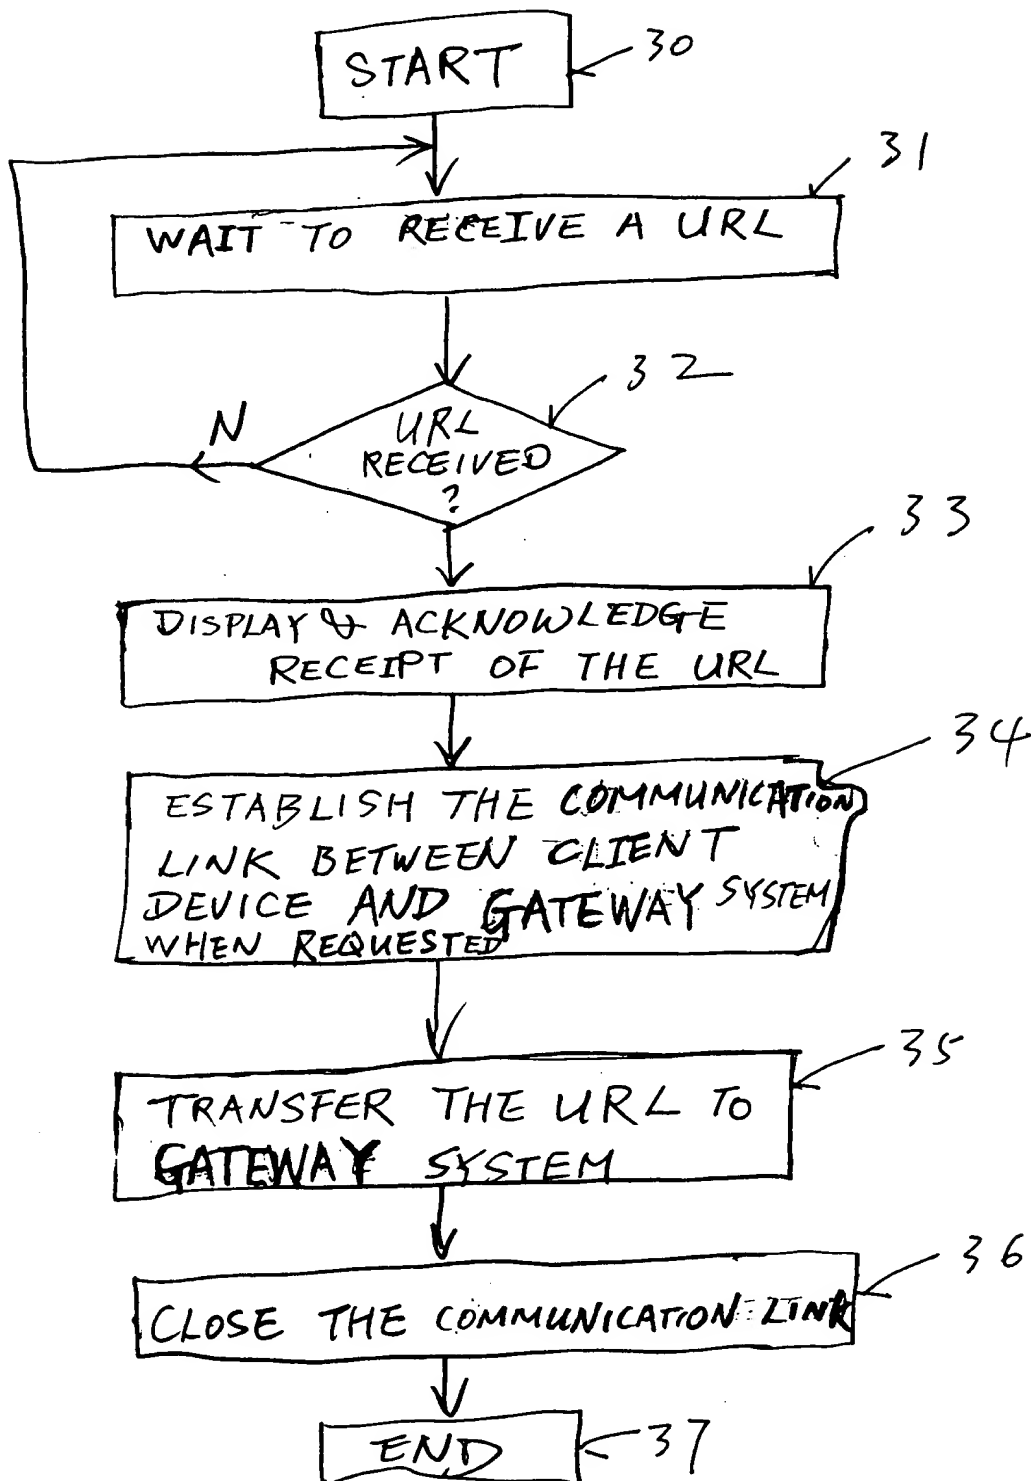 START
30
31
WAIT TO RECEIVE A URL
32
N
URL
RECEIVED
?
33
DISPLAY & ACKNOWLEDGE
RECEIPT OF THE URL
34
ESTABLISH THE COMMUNICATION
LINK BETWEEN CLIENT
DEVICE AND GATEWAY SYSTEM
WHEN REQUESTED
35
TRANSFER THE URL TO
GATEWAY SYSTEM
36
CLOSE THE COMMUNICATION LINK
END
37